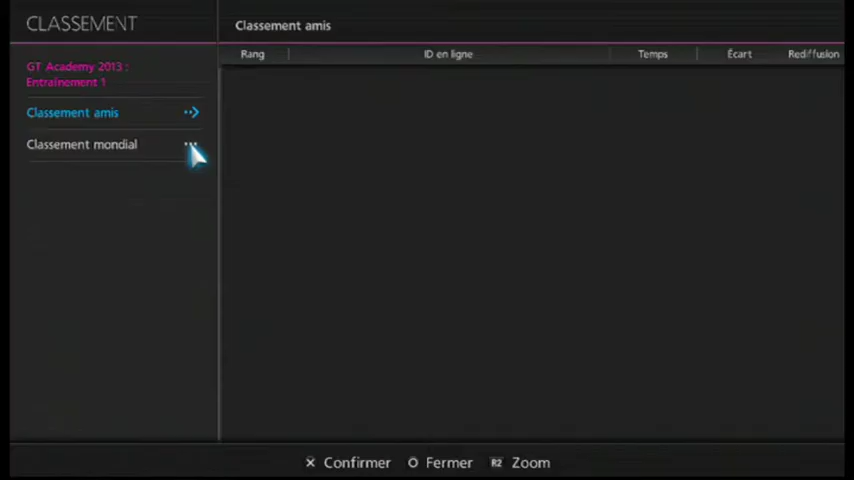 CLASSEMENT
Classement amis
Rang ID en ligne Temps Écart Rediffusion
GT Academy 2013 :
Entraînement 1
Classement amis
Classement mondial
Confirmer Fermer R2 Zoom